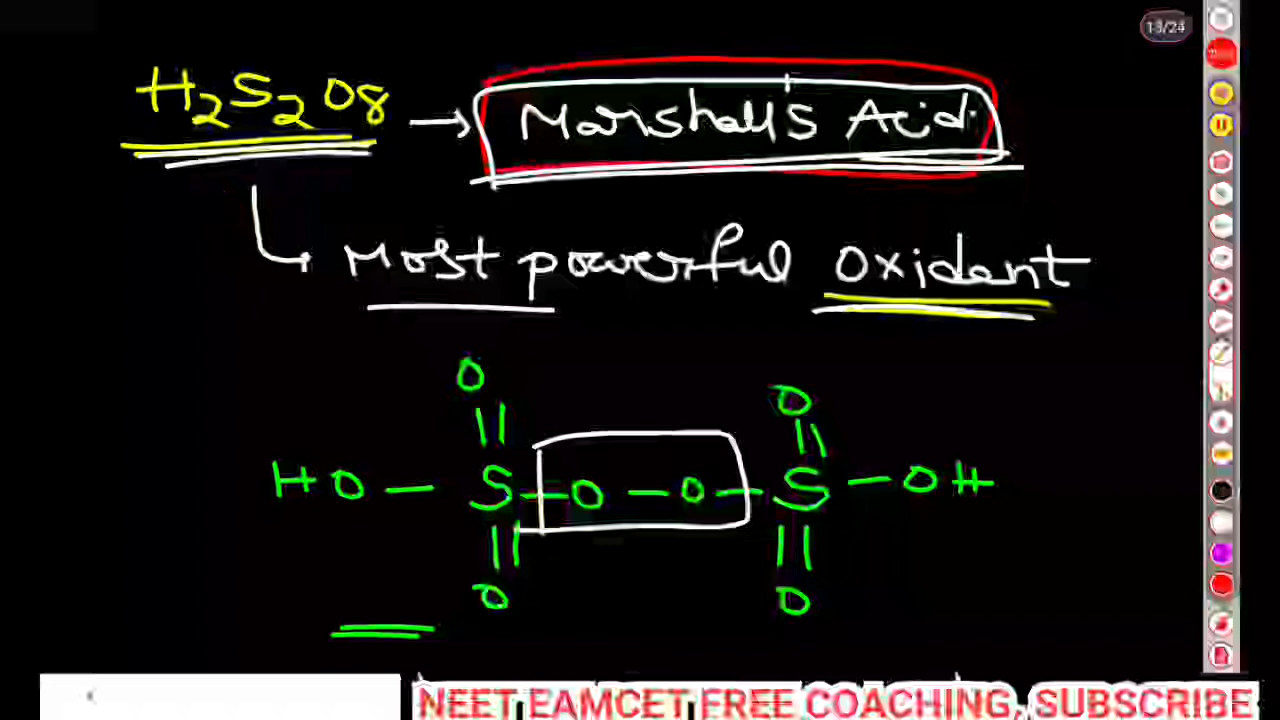 13/24
H2S2O8 → Marshall's Acid
Most powerful oxidant
O O
|| ||
HO — S — O — O — S — OH
|| ||
O O
NEET EAMCET FREE COACHING, SUBSCRIBE